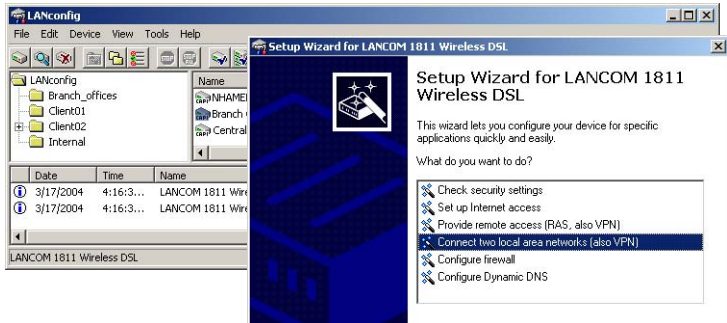 LANconfig
File Edit Device View Tools Help
LANconfig
Branch_offices
Client01
Client02
Internal
Name
Branch
Central
Date Time Name
3/17/2004 4:16:3... LANCOM 1811
3/17/2004 4:16:3... LANCOM 1811
LANCOM 1811 Wireless DSL
Setup Wizard for LANCOM 1811 Wireless DSL
Setup Wizard for LANCOM 1811
Wireless DSL
This wizard lets you configure your device for specific
applications quickly and easily.
What do you want to do?
Check security settings
Set up Internet access
Provide remote access (RAS, also VPN)
Connect two local area networks (also VPN)
Configure firewall
Configure Dynamic DNS